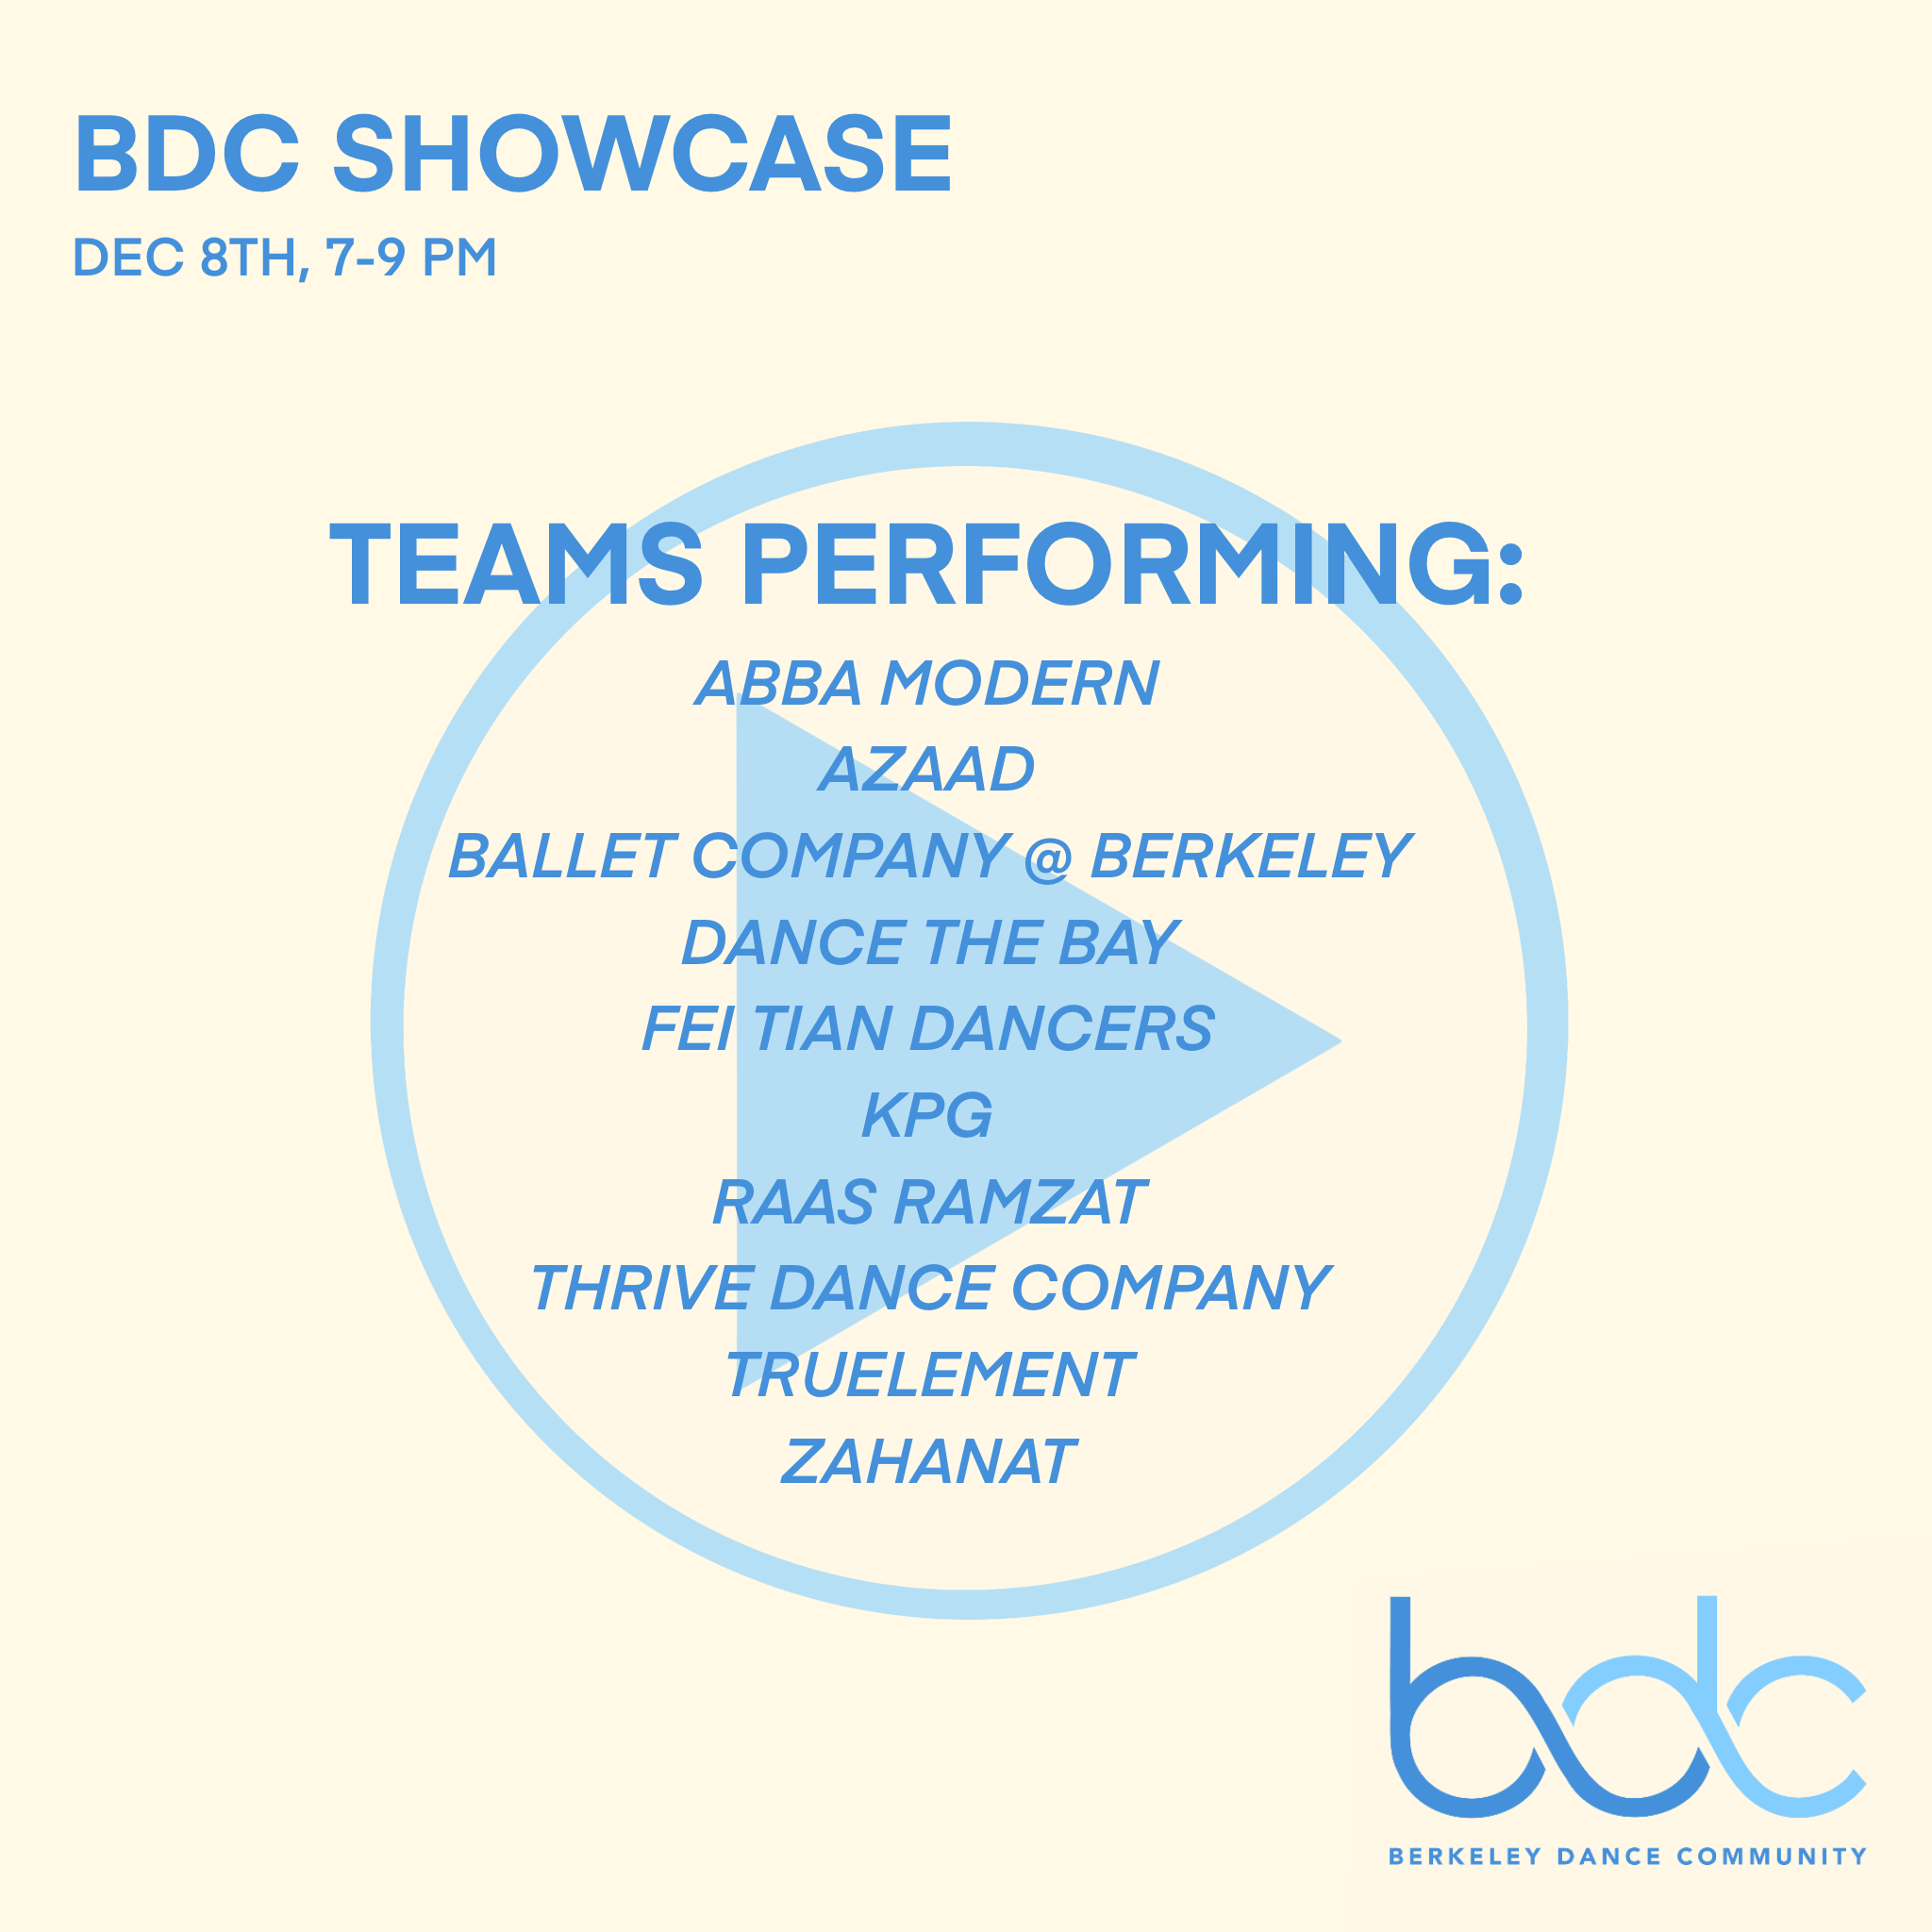 BDC SHOWCASE
DEC 8TH, 7-9 PM
TEAMS PERFORMING:
ABBA MODERN
AZAAD
BALLET COMPANY @ BERKELEY
DANCE THE BAY
FEI TIAN DANCERS
KPG
RAAS RAMZAT
THRIVE DANCE COMPANY
TRUELEMENT
ZAHANAT
bdc
BERKELEY DANCE COMMUNITY